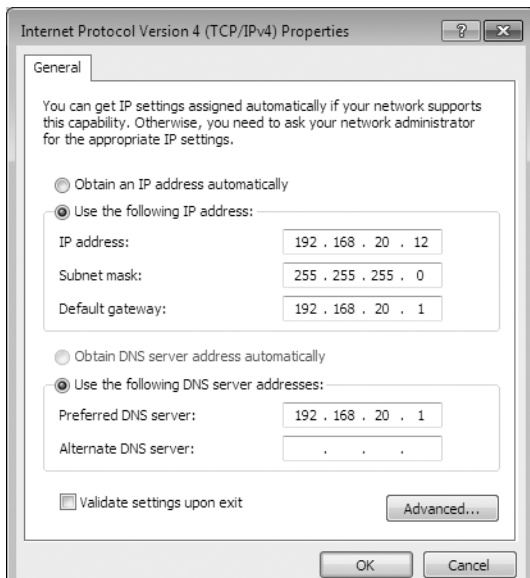 Internet Protocol Version 4 (TCP/IPv4) Properties
General
You can get IP settings assigned automatically if your network supports
this capability. Otherwise, you need to ask your network administrator
for the appropriate IP settings.
Obtain an IP address automatically
Use the following IP address:
IP address: 192 . 168 . 20 . 12
Subnet mask: 255 . 255 . 255 . 0
Default gateway: 192 . 168 . 20 . 1
Obtain DNS server address automatically
Use the following DNS server addresses:
Preferred DNS server: 192 . 168 . 20 . 1
Alternate DNS server: . . .
Validate settings upon exit
Advanced...
OK Cancel